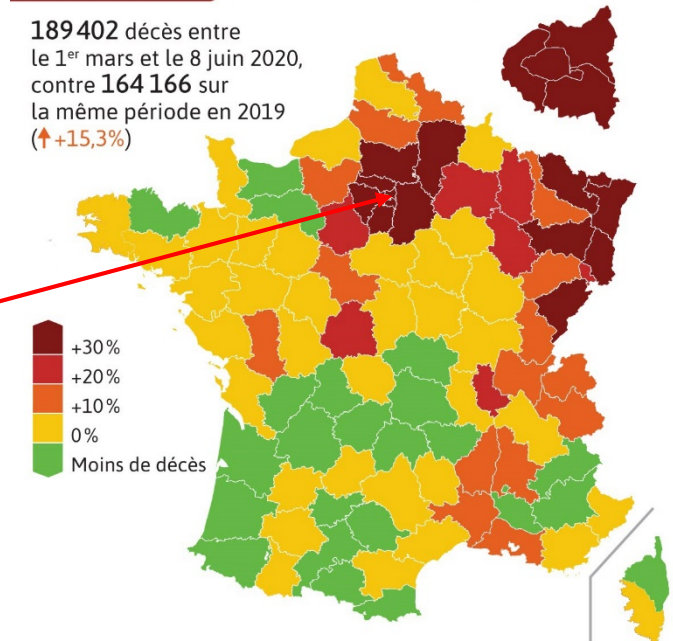 189 402 décès entre
le 1er mars et le 8 juin 2020,
contre 164 166 sur
la même période en 2019
(↑+15,3%)
+30 %
+20 %
+10 %
0 %
Moins de décès